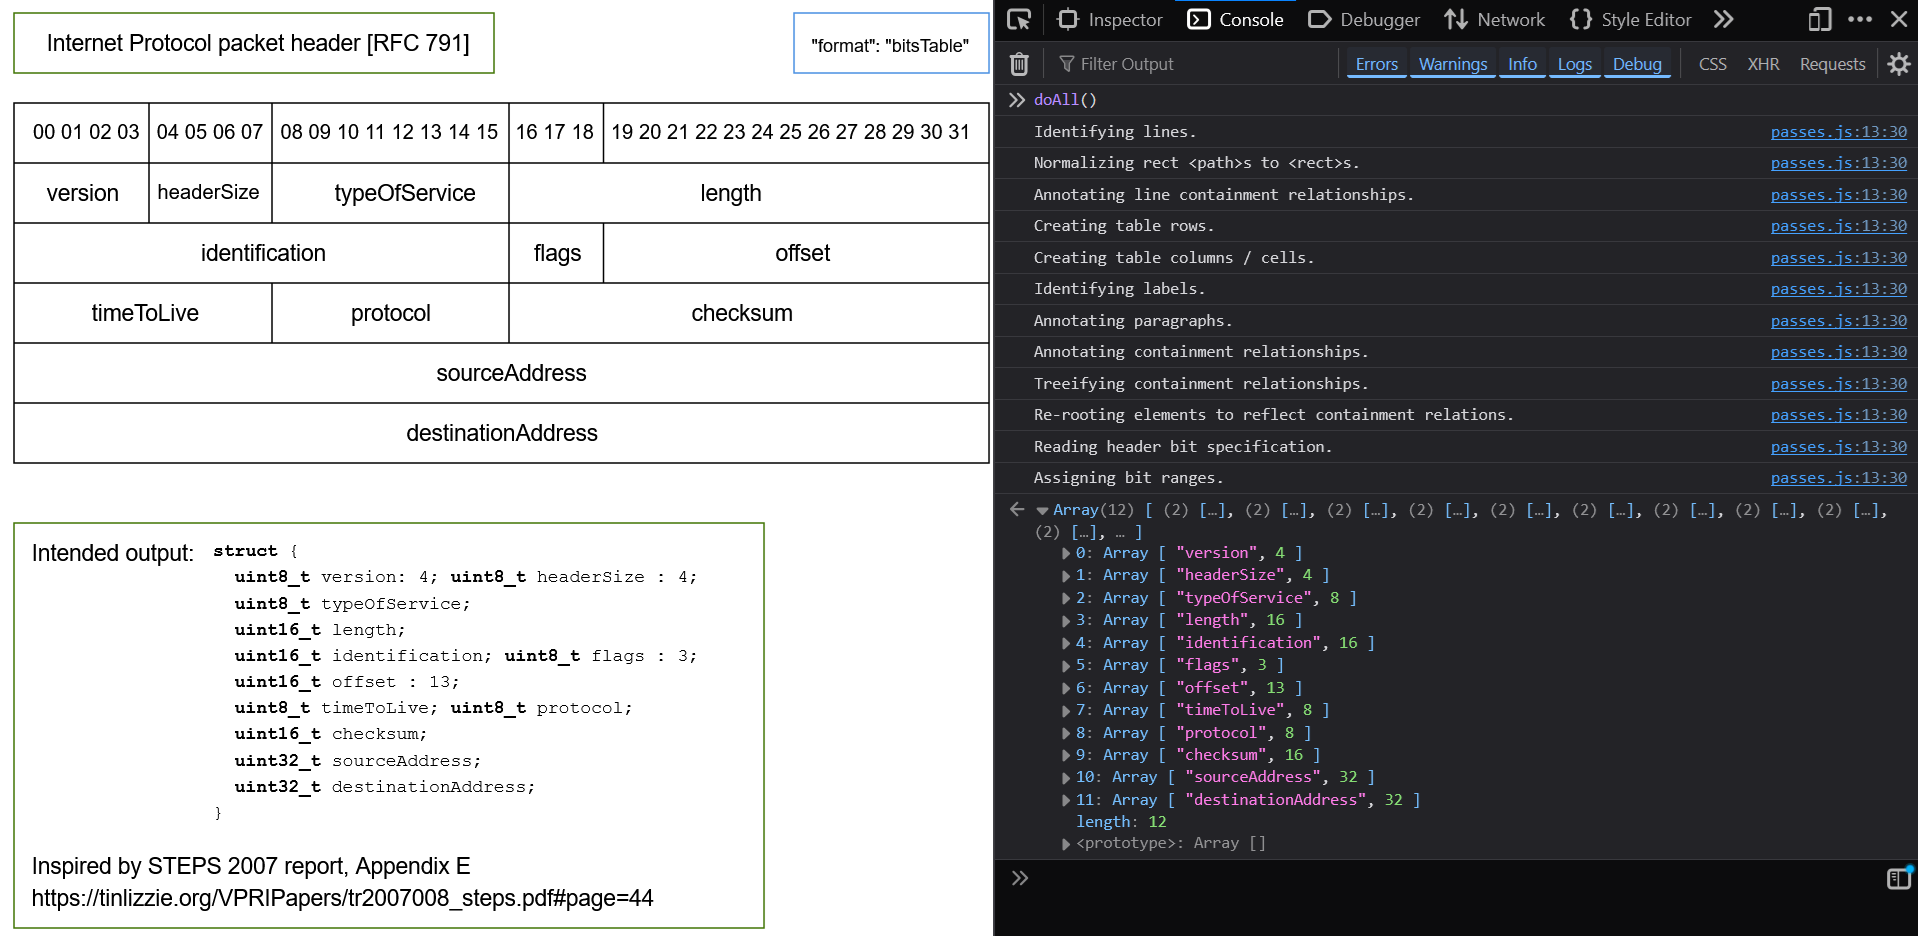 Internet Protocol packet header [RFC 791]
"format": "bitsTable"
00 01 02 03 04 05 06 07 08 09 10 11 12 13 14 15 16 17 18 19 20 21 22 23 24 25 26 27 28 29 30 31
version headerSize typeOfService length
identification flags offset
timeToLive protocol checksum
sourceAddress
destinationAddress
Intended output: struct {
uint8_t version: 4; uint8_t headerSize : 4;
uint8_t typeOfService;
uint16_t length;
uint16_t identification; uint8_t flags : 3;
uint16_t offset : 13;
uint8_t timeToLive; uint8_t protocol;
uint16_t checksum;
uint32_t sourceAddress;
uint32_t destinationAddress;
}
Inspired by STEPS 2007 report, Appendix E
https://tinlizzie.org/VPRIPapers/tr2007008_steps.pdf#page=44
Inspector Console Debugger Network Style Editor
Filter Output Errors Warnings Info Logs Debug CSS XHR Requests
doAll()
Identifying lines. passes.js:13:30
Normalizing rect <path>s to <rect>s. passes.js:13:30
Annotating line containment relationships. passes.js:13:30
Creating table rows. passes.js:13:30
Creating table columns / cells. passes.js:13:30
Identifying labels. passes.js:13:30
Annotating paragraphs. passes.js:13:30
Annotating containment relationships. passes.js:13:30
Treeifying containment relationships. passes.js:13:30
Re-rooting elements to reflect containment relations. passes.js:13:30
Reading header bit specification. passes.js:13:30
Assigning bit ranges. passes.js:13:30
Array(12) [ (2) […], (2) […], (2) […], (2) […], (2) […], (2) […], (2) […], (2) […], (2) […],
(2) […], … ]
0: Array [ "version", 4 ]
1: Array [ "headerSize", 4 ]
2: Array [ "typeOfService", 8 ]
3: Array [ "length", 16 ]
4: Array [ "identification", 16 ]
5: Array [ "flags", 3 ]
6: Array [ "offset", 13 ]
7: Array [ "timeToLive", 8 ]
8: Array [ "protocol", 8 ]
9: Array [ "checksum", 16 ]
10: Array [ "sourceAddress", 32 ]
11: Array [ "destinationAddress", 32 ]
length: 12
<prototype>: Array []